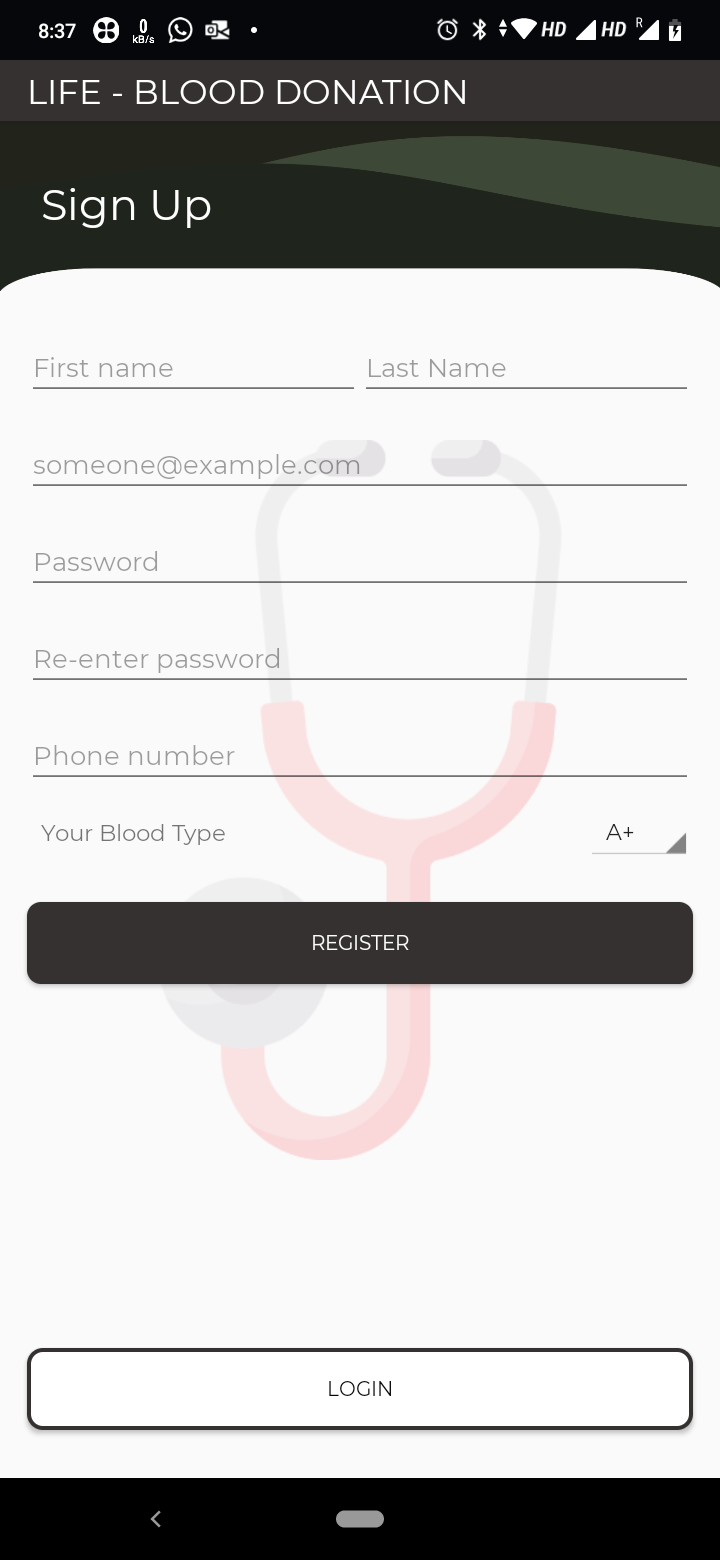 8:37 0 kB/s HD HD R
LIFE - BLOOD DONATION
Sign Up
First name Last Name
someone@example.com
Password
Re-enter password
Phone number
Your Blood Type A+
REGISTER
LOGIN